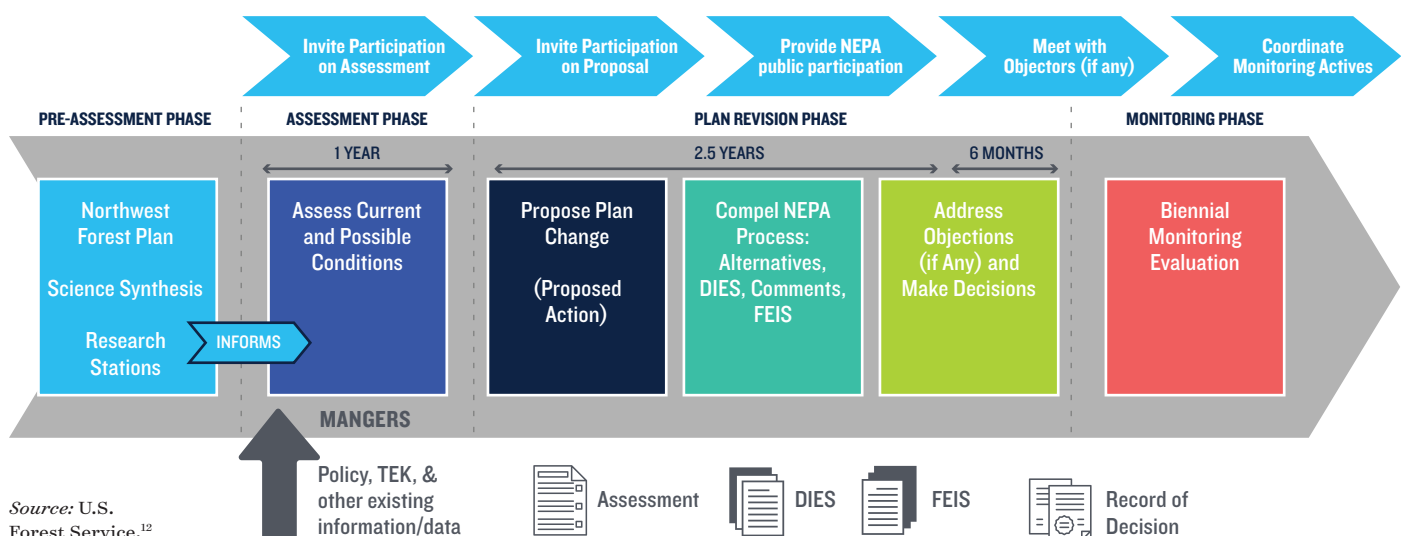 Invite Participation
on Assessment
Invite Participation
on Proposal
Provide NEPA
public participation
Meet with
Objectors (if any)
Coordinate
Monitoring Actives
PRE-ASSESSMENT PHASE
ASSESSMENT PHASE
PLAN REVISION PHASE
MONITORING PHASE
1 YEAR
2.5 YEARS
6 MONTHS
Northwest
Forest Plan
Science Synthesis
Research
Stations
INFORMS
Assess Current
and Possible
Conditions
Propose Plan
Change
(Proposed
Action)
Compel NEPA
Process:
Alternatives,
DIES, Comments,
FEIS
Address
Objections
(if Any) and
Make Decisions
Biennial
Monitoring
Evaluation
MANGERS
Policy, TEK, &
other existing
information/data
Assessment
DIES
FEIS
Record of
Decision
Source: U.S.
Forest Service.12